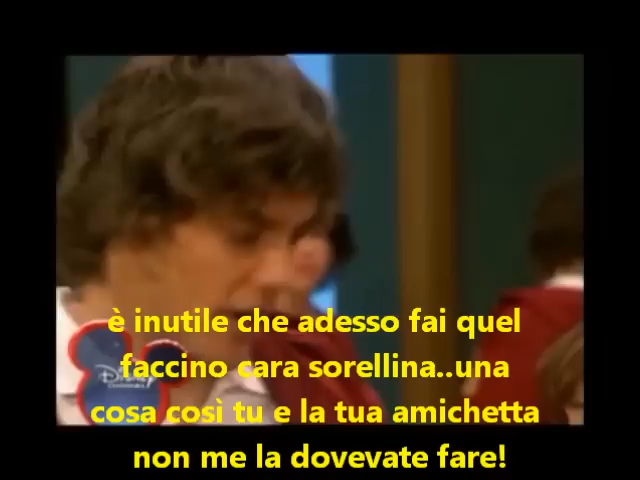 è inutile che adesso fai quel
faccino cara sorellina..una
cosa così tu e la tua amichetta
non me la dovevate fare!
Disney